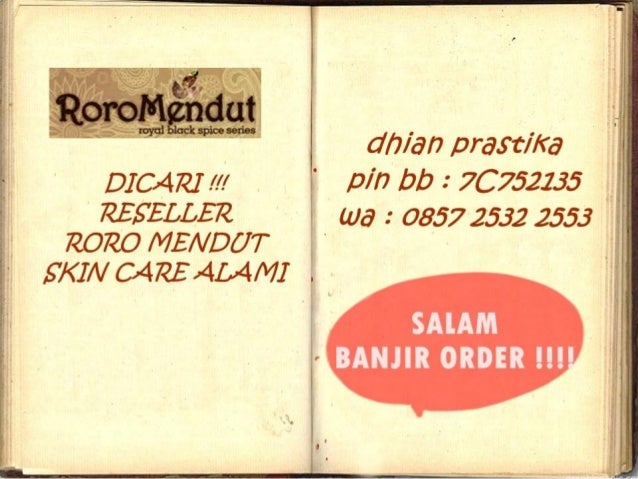 RoroMendut
royal black spice series
DICARI !!!
RESELLER
RORO MENDUT
SKIN CARE ALAMI
dhian prastika
pin bb : 7C752135
wa : 0857 2532 2553
SALAM
BANJIR ORDER !!!!